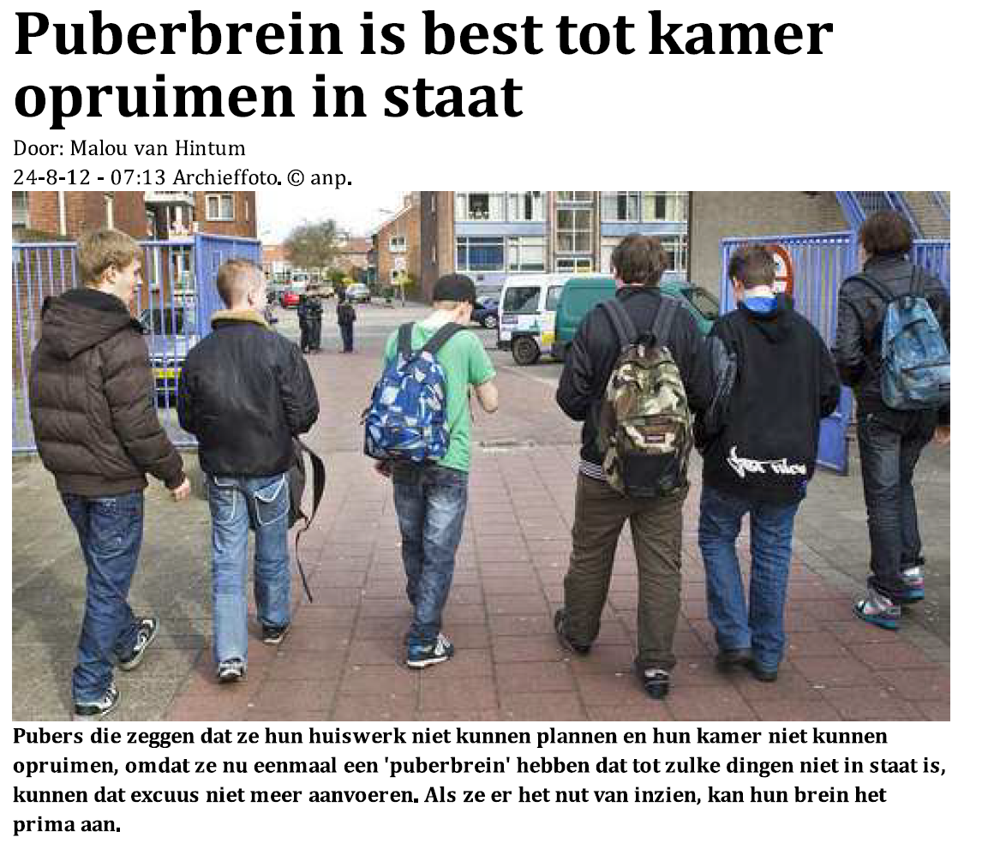 Puberbrein is best tot kamer
opruimen in staat
Door: Malou van Hintum
24-8-12 - 07:13 Archieffoto. © anp.
Pubers die zeggen dat ze hun huiswerk niet kunnen plannen en hun kamer niet kunnen
opruimen, omdat ze nu eenmaal een 'puberbrein' hebben dat tot zulke dingen niet in staat is,
kunnen dat excuus niet meer aanvoeren. Als ze er het nut van inzien, kan hun brein het
prima aan.